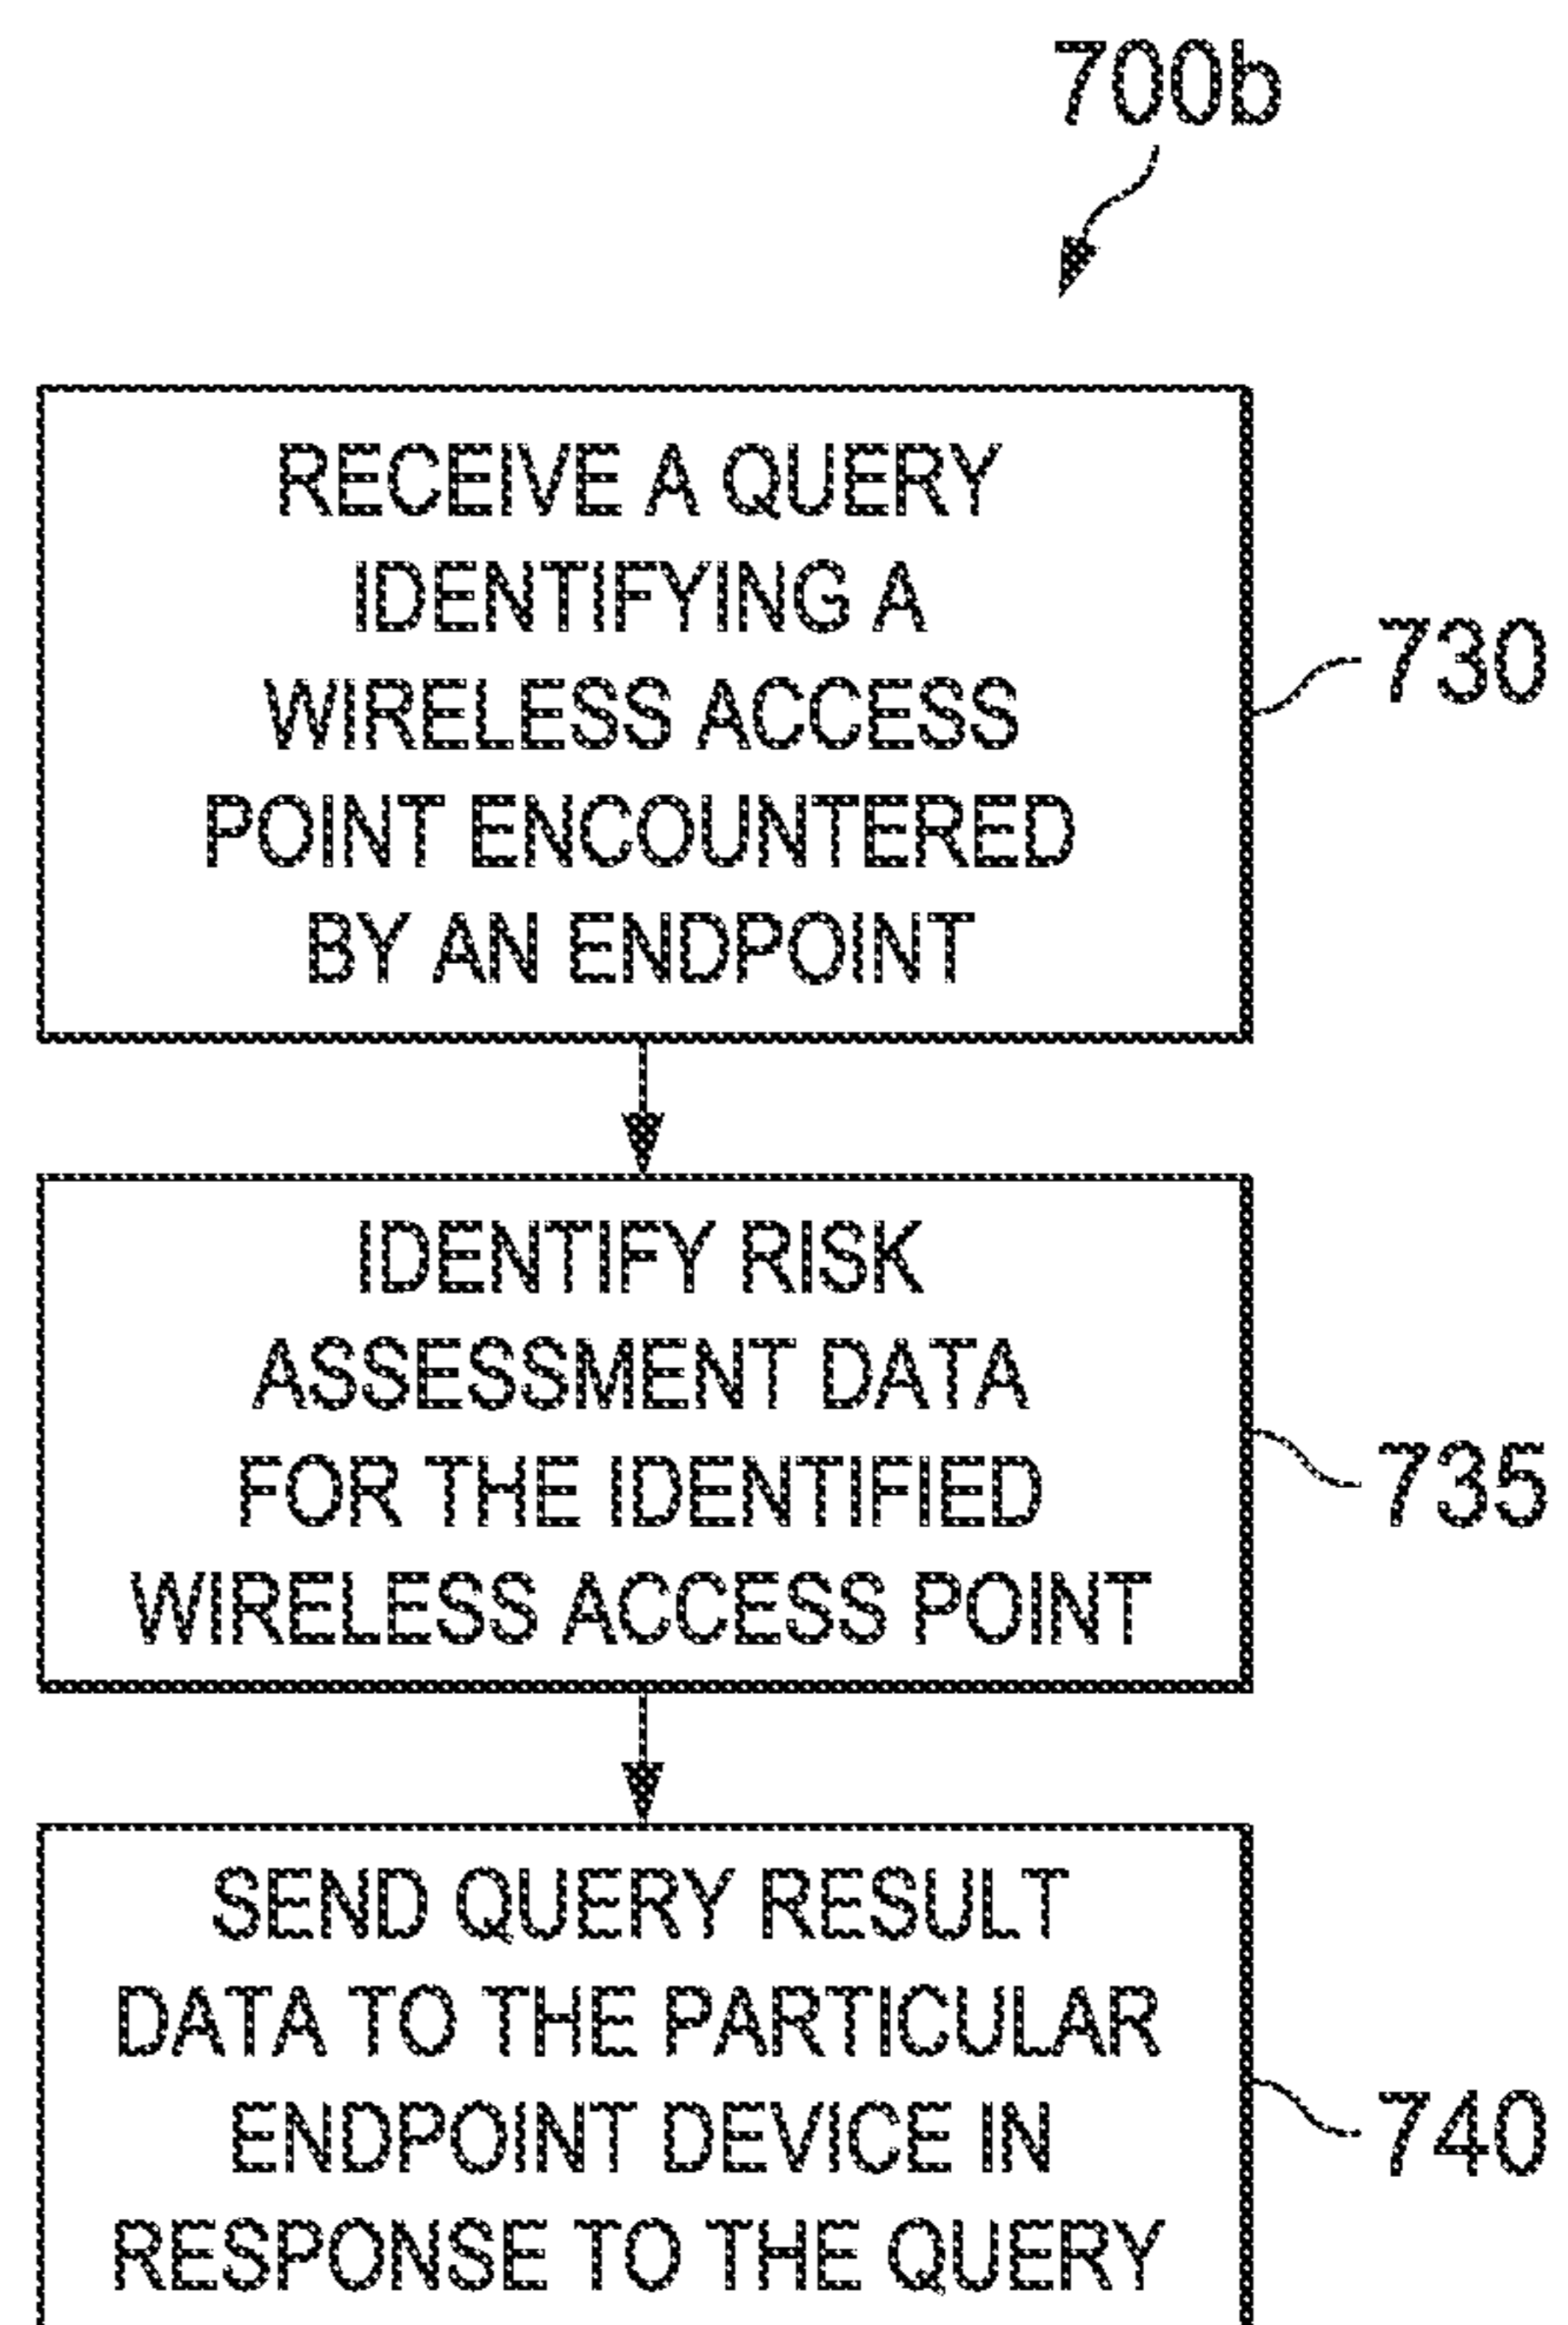 700b
RECEIVE A QUERY
IDENTIFYING A
WIRELESS ACCESS
POINT ENCOUNTERED
BY AN ENDPOINT
730
IDENTIFY RISK
ASSESSMENT DATA
FOR THE IDENTIFIED
WIRELESS ACCESS POINT
735
SEND QUERY RESULT
DATA TO THE PARTICULAR
ENDPOINT DEVICE IN
RESPONSE TO THE QUERY
740